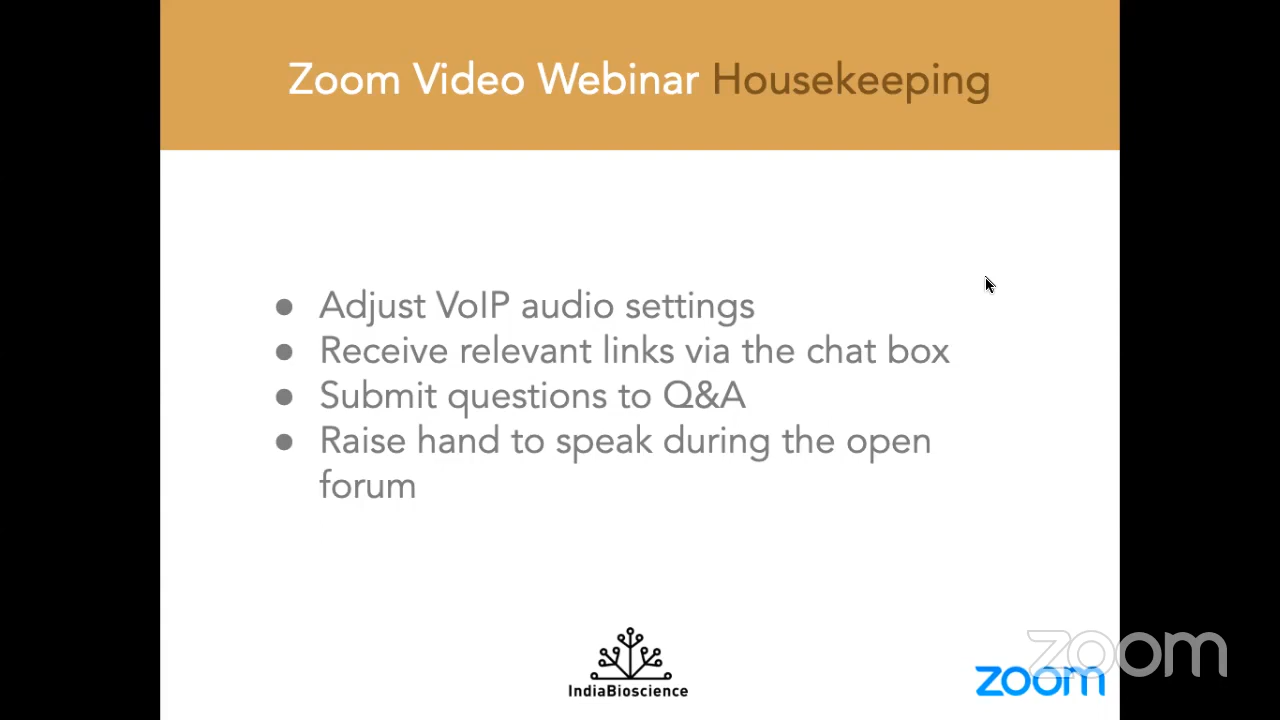 Zoom Video Webinar Housekeeping
● Adjust VoIP audio settings
● Receive relevant links via the chat box
● Submit questions to Q&A
● Raise hand to speak during the open
forum
IndiaBioscience
zoom
zoom